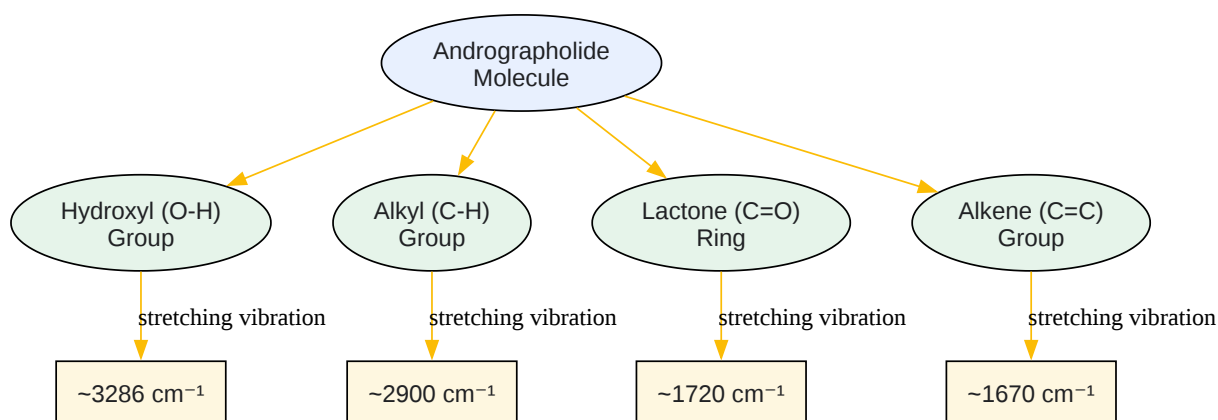 Andrographolide
Molecule
Hydroxyl (O-H)
Group
Alkyl (C-H)
Group
Lactone (C=O)
Ring
Alkene (C=C)
Group
stretching vibration
stretching vibration
stretching vibration
stretching vibration
~3286 cm⁻¹
~2900 cm⁻¹
~1720 cm⁻¹
~1670 cm⁻¹